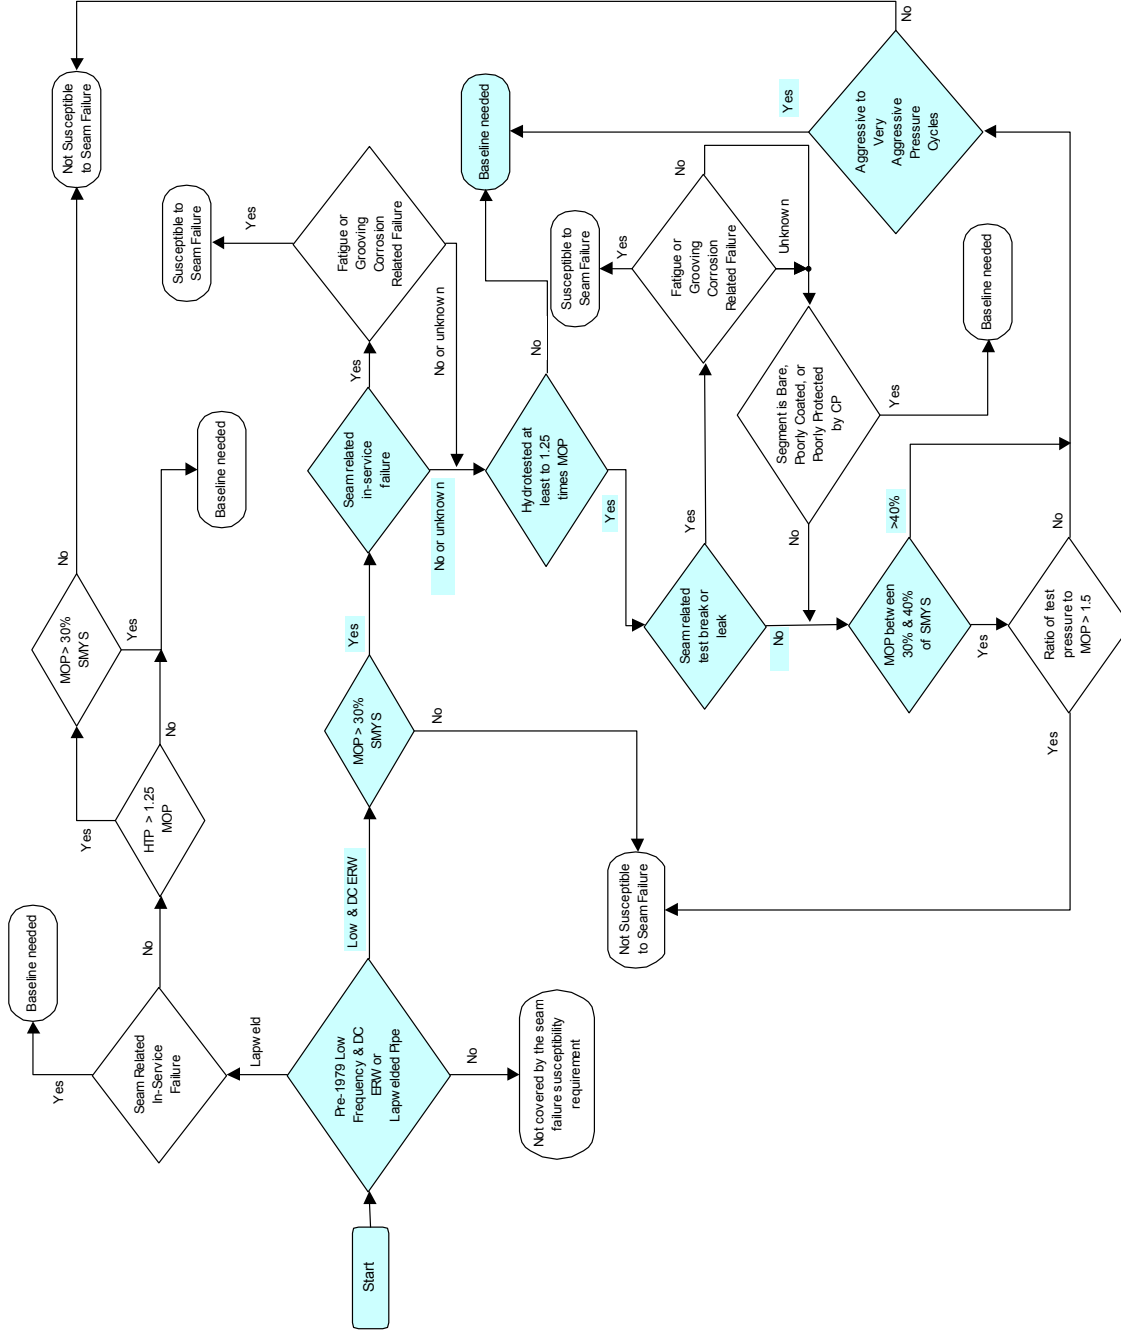 Start
Pre-1979 Low
Frequency & DC
ERW or
Lapwelded Pipe
Lapweld
Low & DC ERW
No
Not covered by the seam
failure susceptibility
requirement
Seam Related
In-Service
Failure
Yes
Baseline needed
No
HTP > 1.25
MOP
Yes
No
MOP > 30%
SMYS
Yes
No
Baseline needed
Not Susceptible
to Seam Failure
MOP > 30%
SMYS
Yes
No
Not Susceptible
to Seam Failure
Seam related
in-service
failure
Yes
No or unknown
Fatigue or
Grooving
Corrosion
Related Failure
Yes
Susceptible to
Seam Failure
No or unknown
Hydrotested at
least to 1.25
times MOP
No
Baseline needed
Yes
Seam related
test break or
leak
Yes
No
Fatigue or
Grooving
Corrosion
Related Failure
Yes
Susceptible to
Seam Failure
No
Unknown
Segment is Bare,
Poorly Coated, or
Poorly Protected
by CP
Yes
Baseline needed
No
MOP between
30% & 40%
of SMYS
>40%
Yes
Ratio of test
pressure to
MOP > 1.5
Yes
No
Aggressive to
Very
Aggressive
Pressure
Cycles
Yes
No